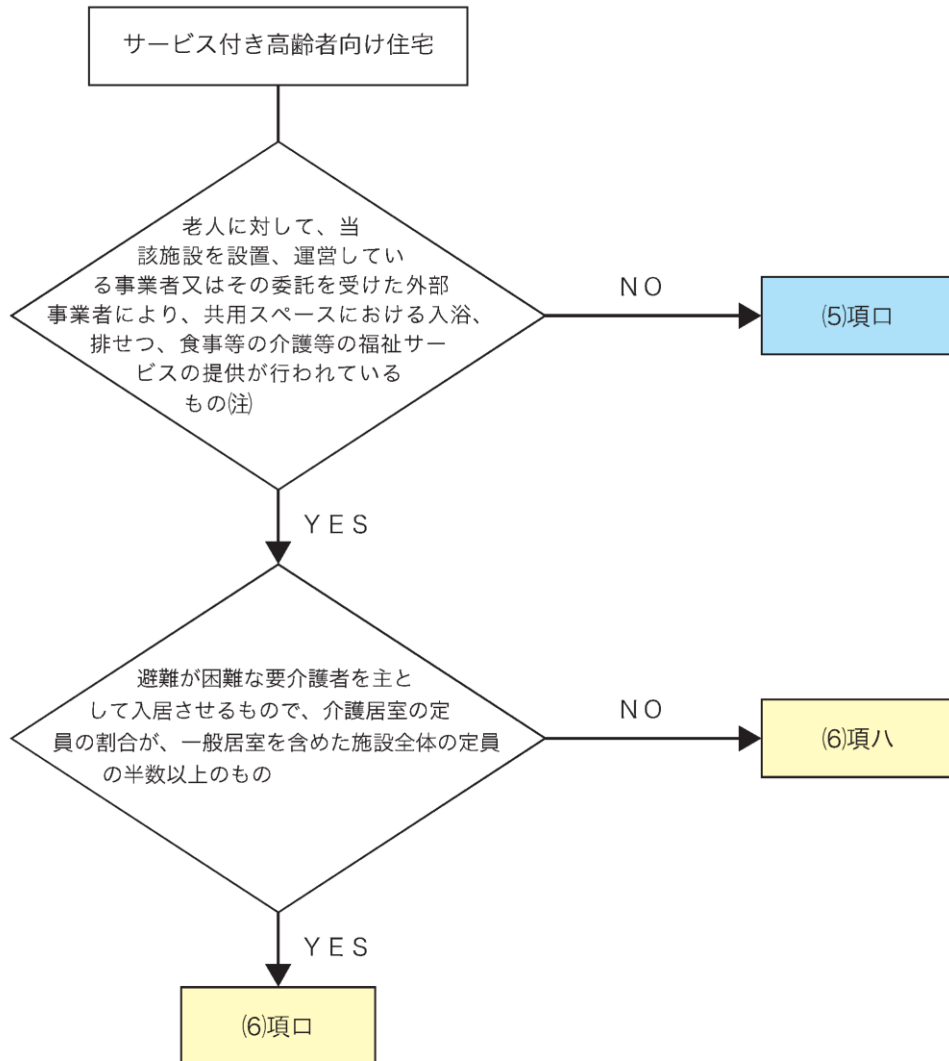 サービス付き高齢者向け住宅
老人に対して、当
該施設を設置、運営してい
る事業者又はその委託を受けた外部
事業者により、共用スペースにおける入浴、
排せつ、食事等の介護等の福祉サー
ビスの提供が行われている
もの㈟
NO
⑸項ロ
YES
避難が困難な要介護者を主と
して入居させるもので、介護居室の定
員の割合が、一般居室を含めた施設全体の定員
の半数以上のもの
NO
⑹項ハ
YES
⑹項ロ